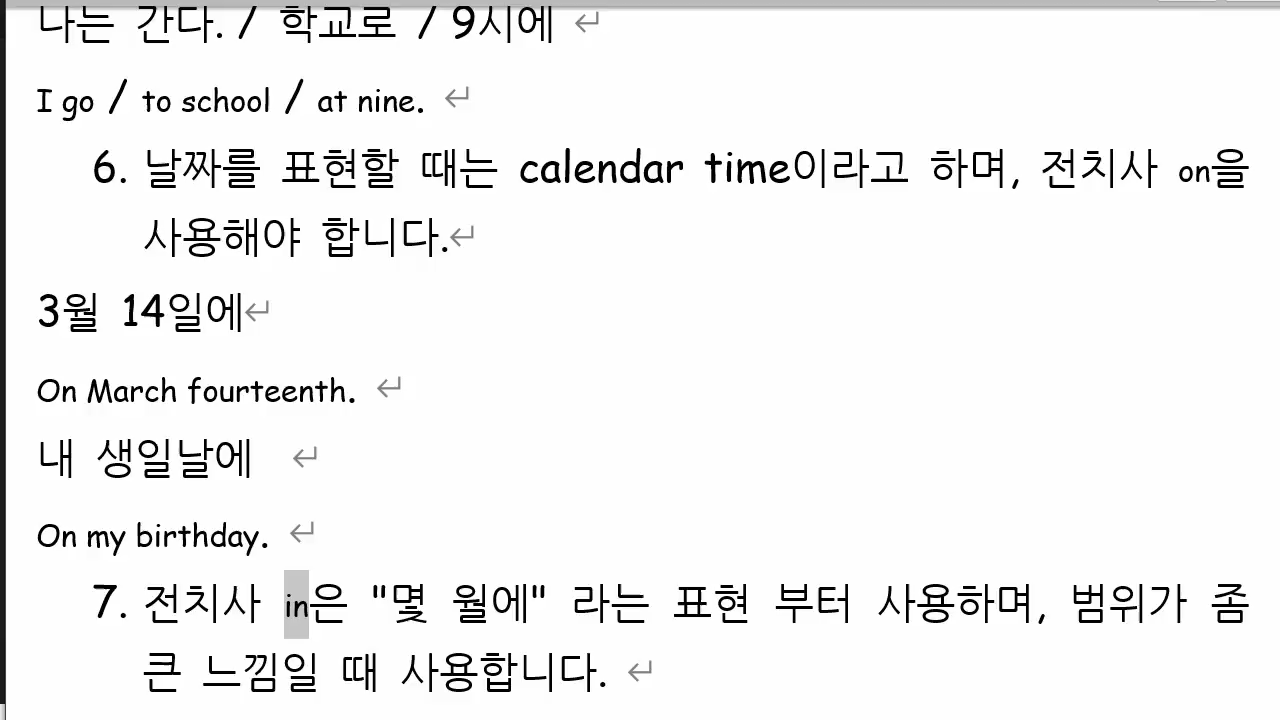 나는 간다. / 학교로 / 9시에
I go / to school / at nine.
6. 날짜를 표현할 때는 calendar time이라고 하며, 전치사 on을
사용해야 합니다.
3월 14일에
On March fourteenth.
내 생일날에
On my birthday.
7. 전치사 in은 "몇 월에" 라는 표현 부터 사용하며, 범위가 좀
큰 느낌일 때 사용합니다.